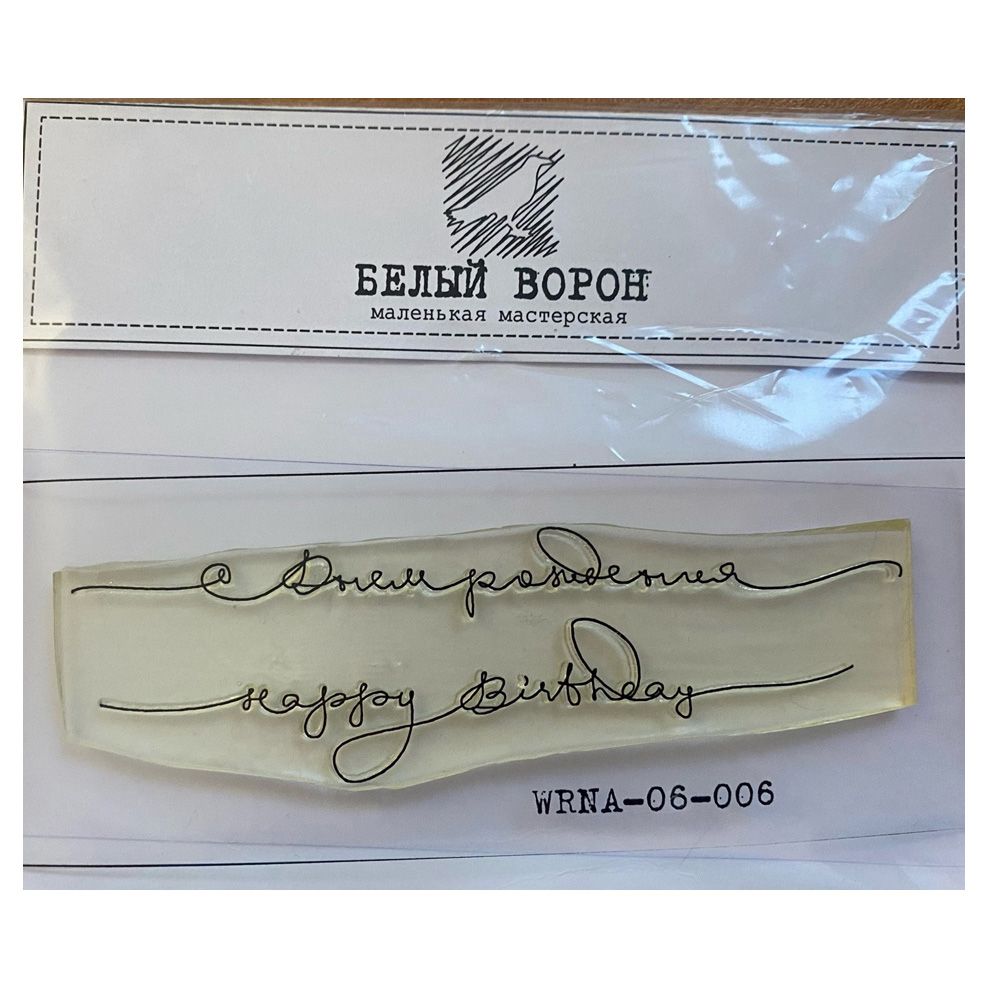 БЕЛЫЙ ВОРОН
маленькая мастерская
с Днем рождения
happy Birthday
WRNA-06-006